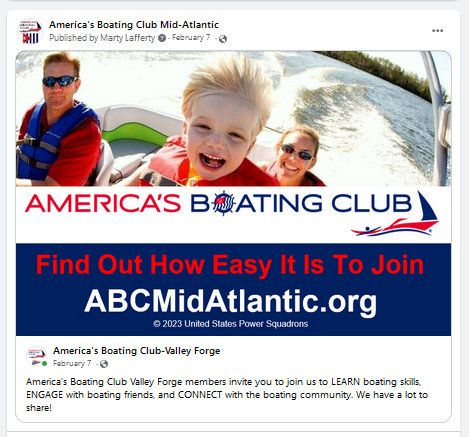 America's Boating Club Mid-Atlantic
Published by Marty Lafferty · February 7 ·
AMERICA'S BOATING CLUB
Find Out How Easy It Is To Join
ABCMidAtlantic.org
© 2023 United States Power Squadrons
America's Boating Club-Valley Forge
February 7 ·
America's Boating Club Valley Forge members invite you to join us to LEARN boating skills,
ENGAGE with boating friends, and CONNECT with the boating community. We have a lot to
share!